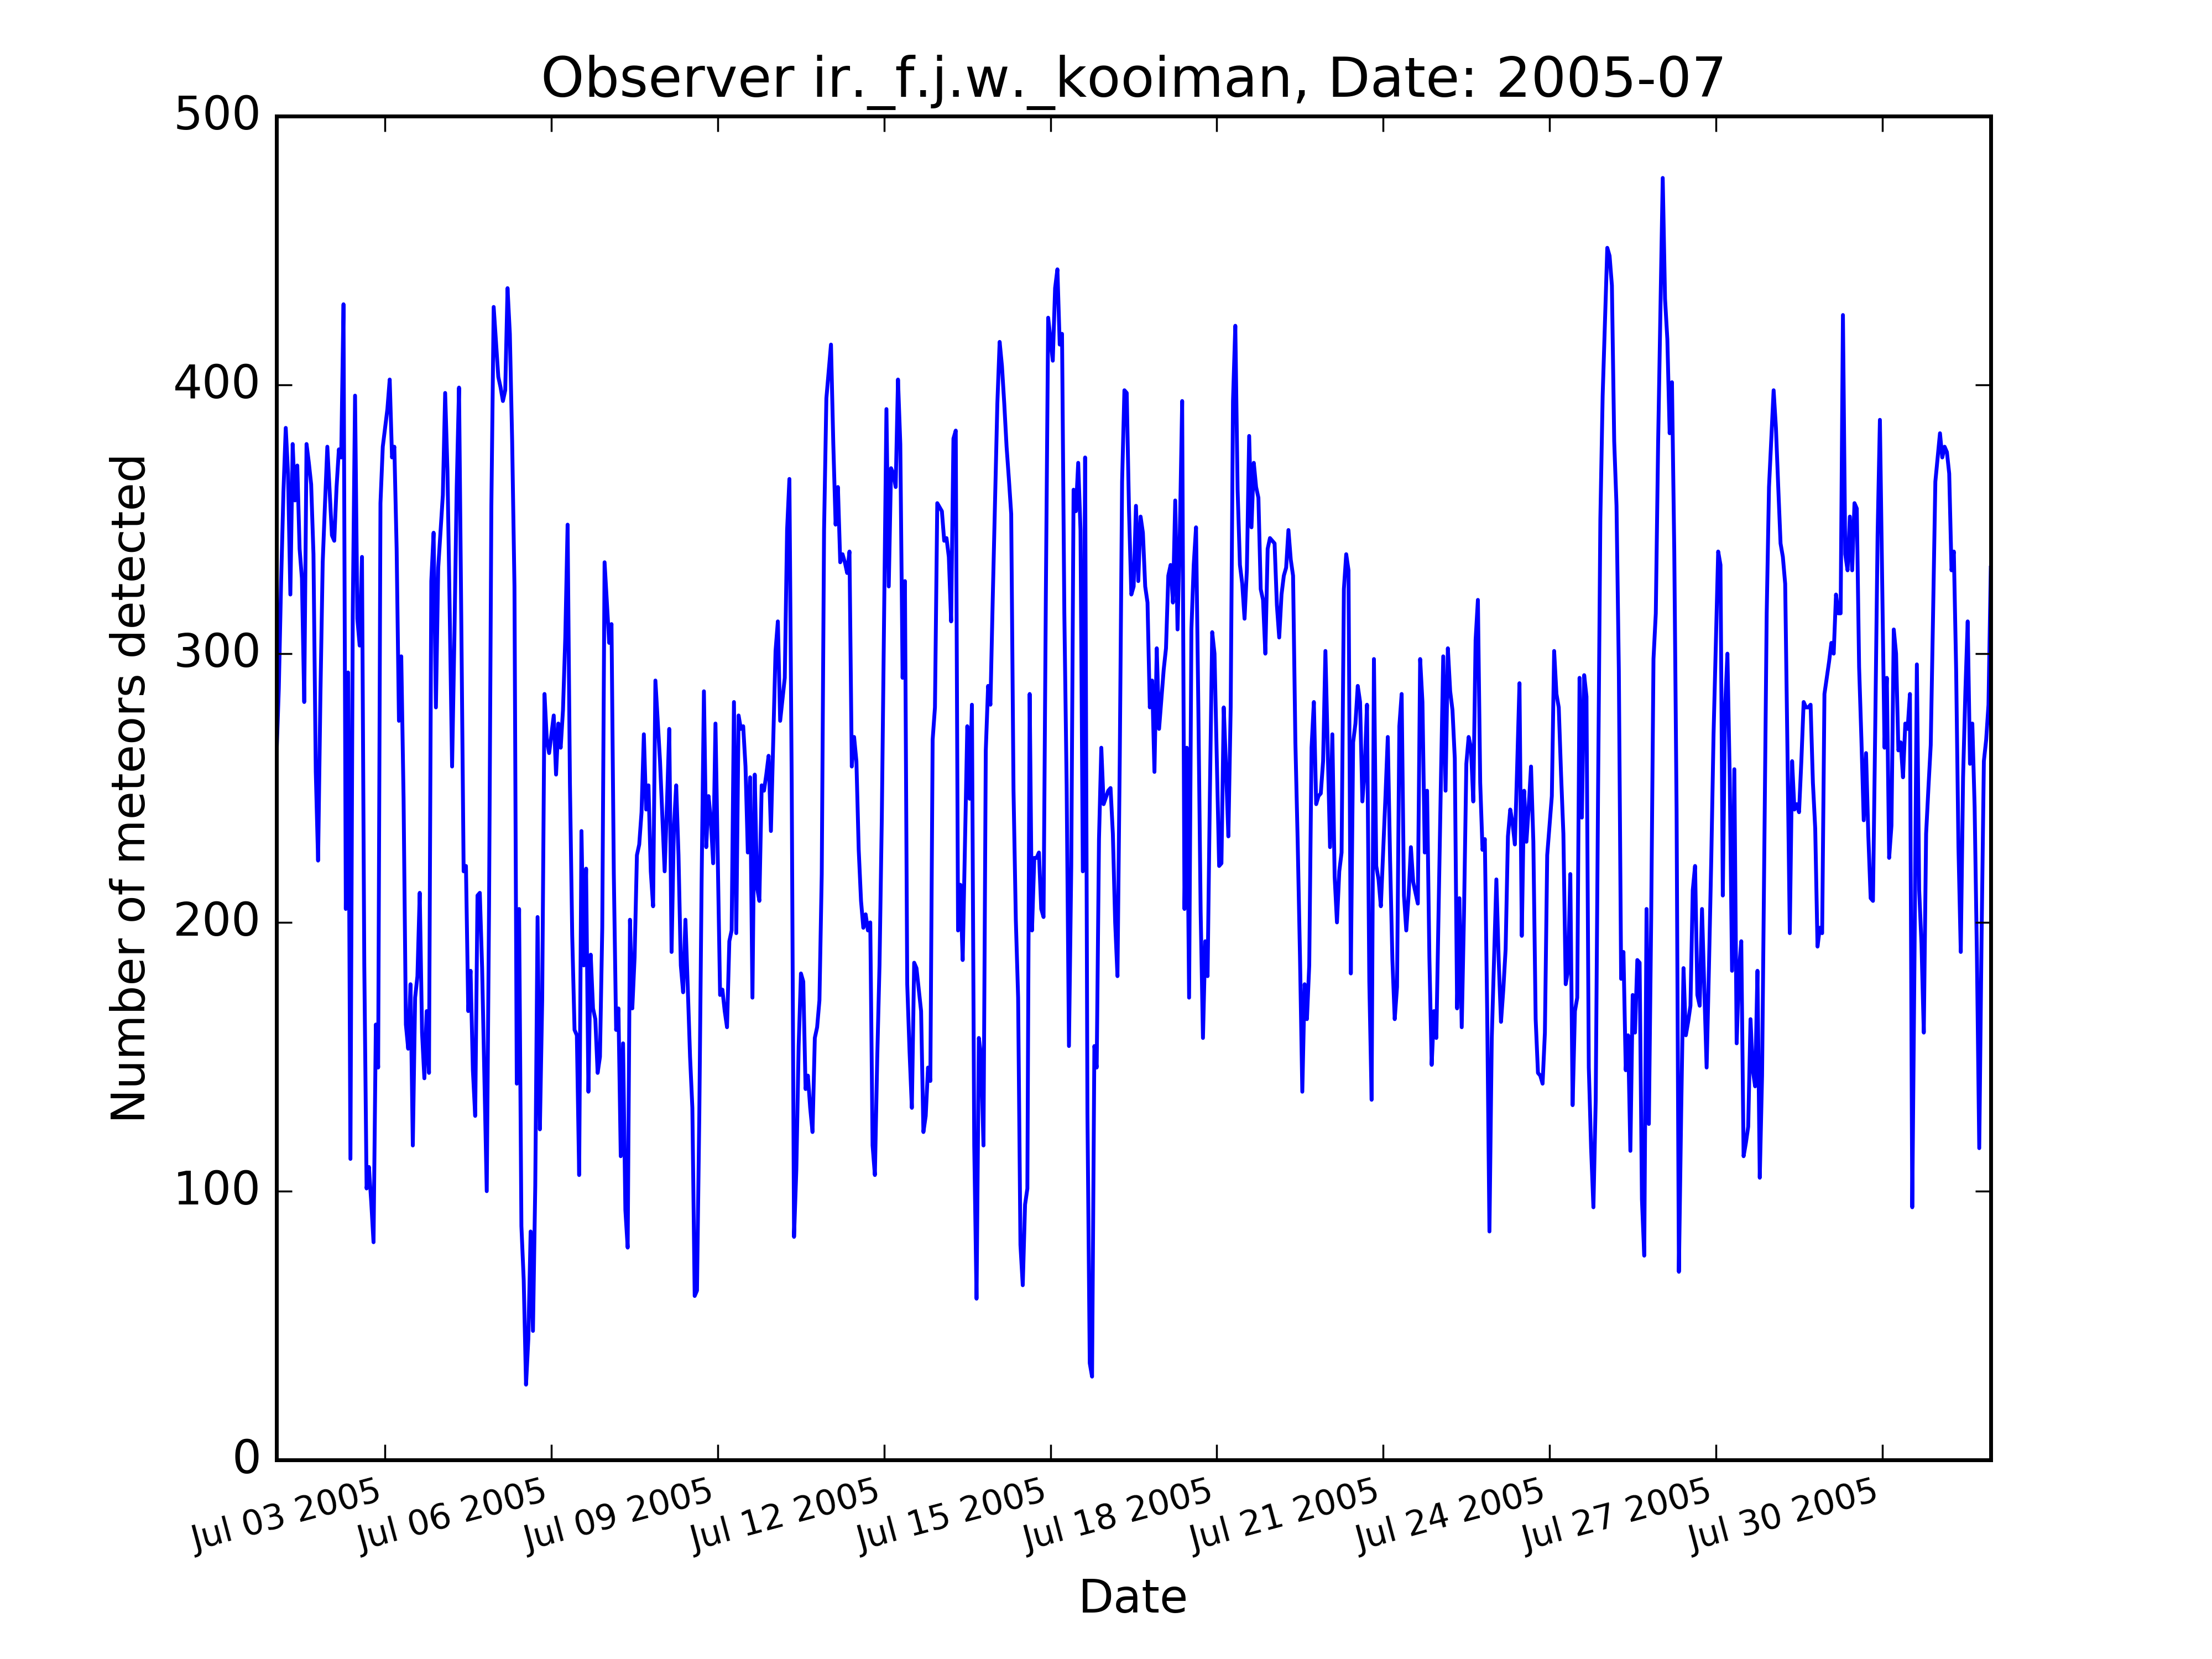 Observer ir._f.j.w._kooiman, Date: 2005-07
Number of meteors detected
500
400
300
200
100
0
Jul 03 2005
Jul 06 2005
Jul 09 2005
Jul 12 2005
Jul 15 2005
Jul 18 2005
Jul 21 2005
Jul 24 2005
Jul 27 2005
Jul 30 2005
Date